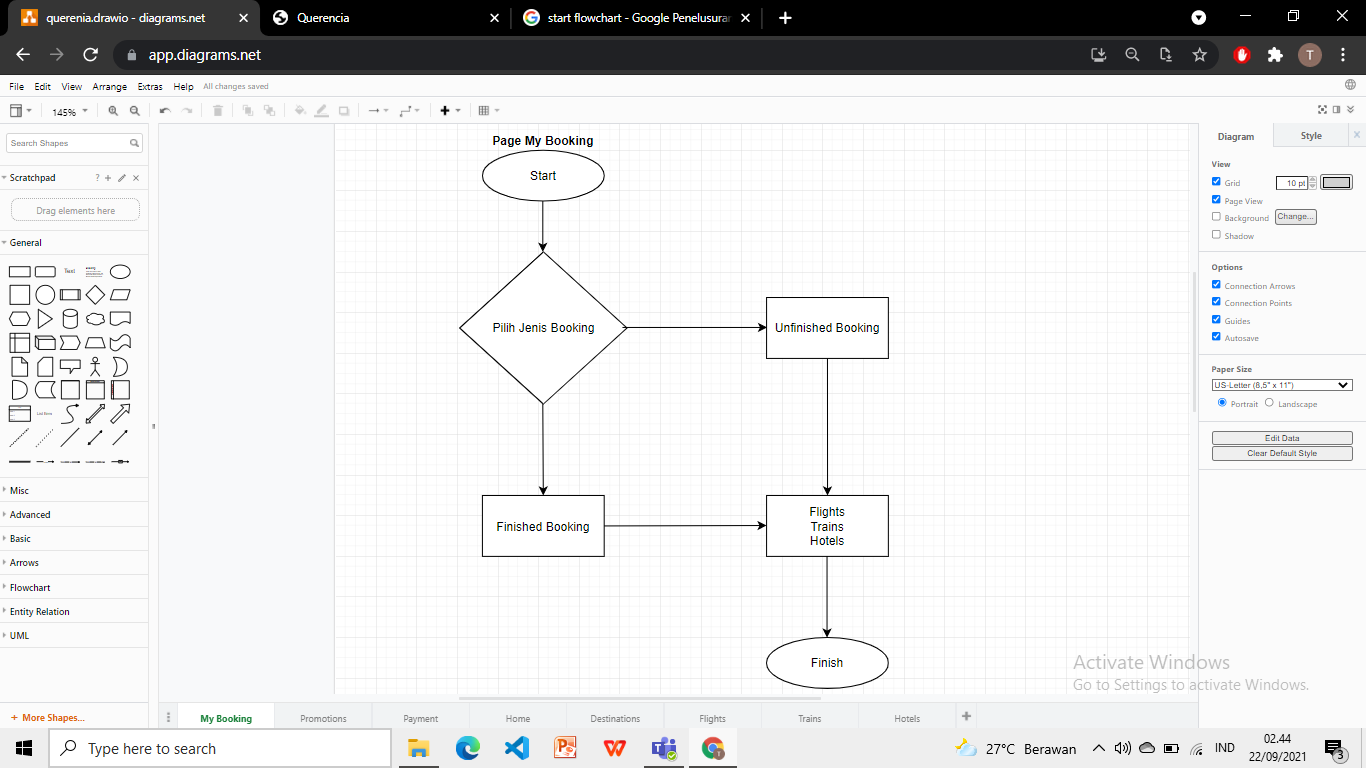 querenia.drawio - diagrams.net
Querencia
start flowchart - Google Penelusuran
app.diagrams.net
T
File Edit View Arrange Extras Help All changes saved
145%
Search Shapes
Scratchpad
?
Drag elements here
General
Text
Misc
Advanced
Basic
Arrows
Flowchart
Entity Relation
UML
+ More Shapes...
Page My Booking
Start
Pilih Jenis Booking
Unfinished Booking
Finished Booking
Flights
Trains
Hotels
Finish
Diagram Style
View
Grid 10 pt
Page View
Background Change...
Shadow
Options
Connection Arrows
Connection Points
Guides
Autosave
Paper Size
US-Letter (8,5" x 11")
Portrait Landscape
Edit Data
Clear Default Style
Activate Windows
Go to Settings to activate Windows.
My Booking Promotions Payment Home Destinations Flights Trains Hotels
Type here to search
27°C Berawan
IND
02.44
22/09/2021
3